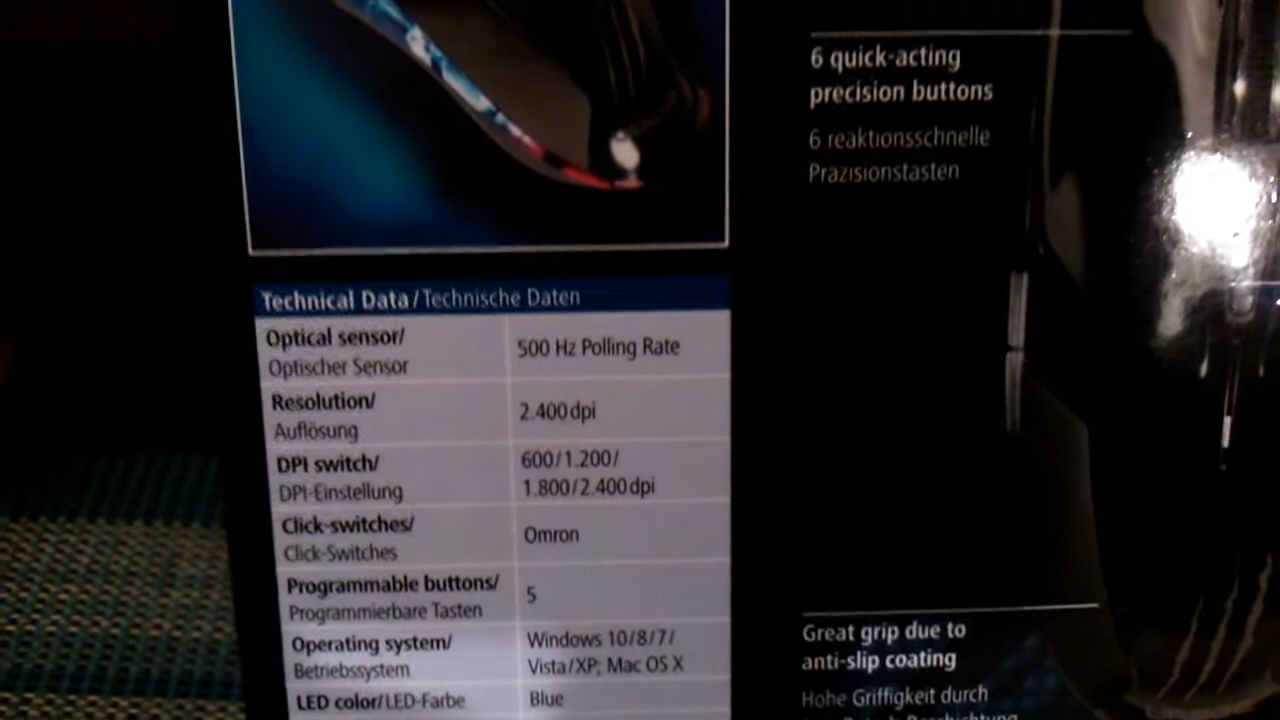 6 quick-acting
precision buttons
6 reaktionsschnelle
Präzisionstasten
Technical Data/Technische Daten
Optical sensor/
Optischer Sensor
500 Hz Polling Rate
Resolution/
Auflösung
2.400 dpi
DPI switch/
DPI-Einstellung
600/1.200/
1.800/2.400 dpi
Click-switches/
Click-Switches
Omron
Programmable buttons/
Programmierbare Tasten
5
Operating system/
Betriebssystem
Windows 10/8/7/
Vista/XP; Mac OS X
LED color/LED-Farbe
Blue
Great grip due to
anti-slip coating
Hohe Griffigkeit durch